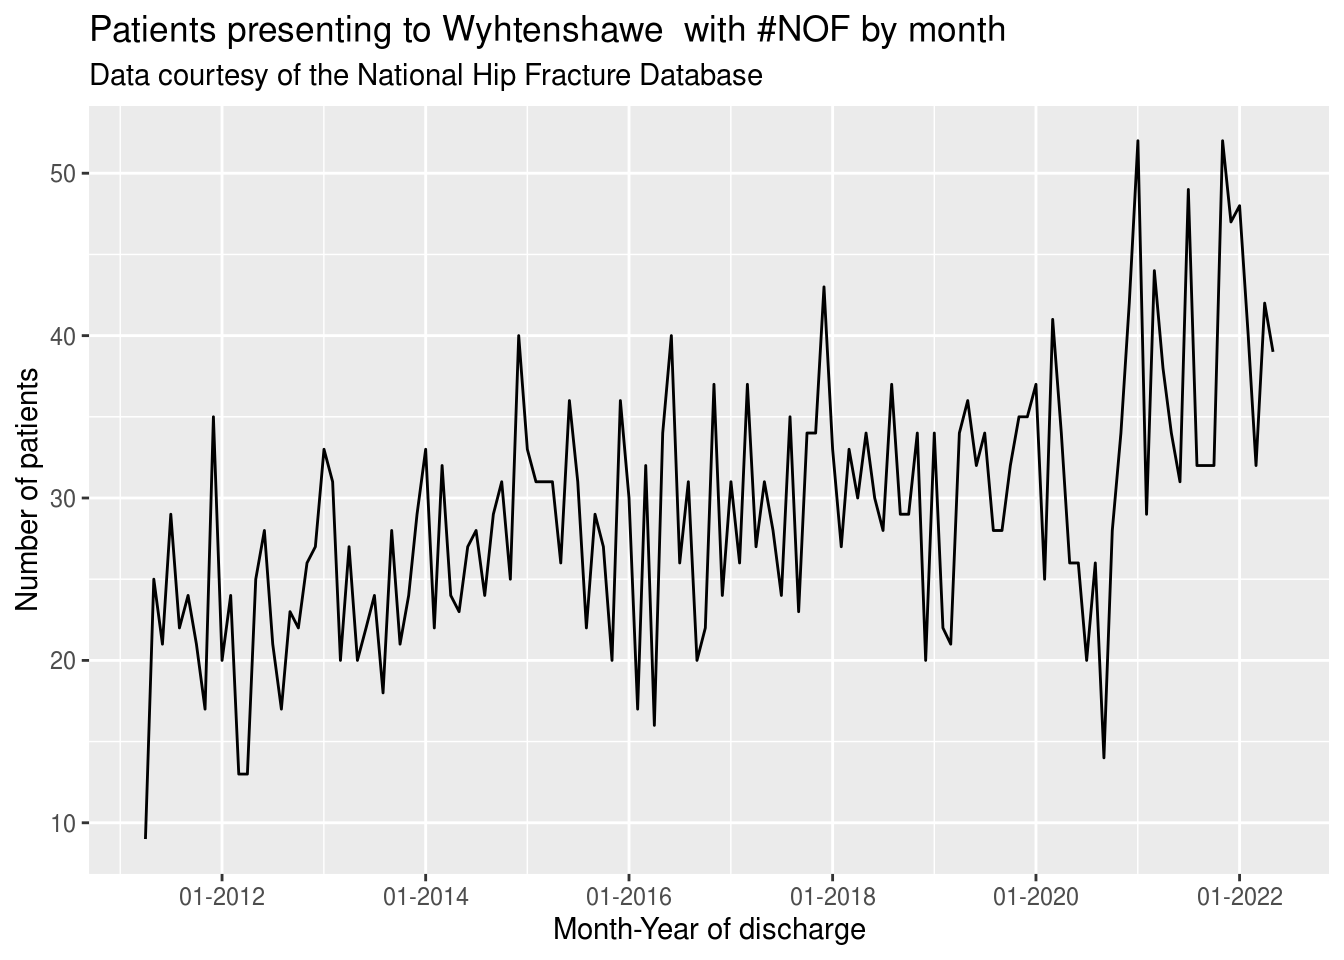 Patients presenting to Wyhtenshawe  with #NOF by month
Data courtesy of the National Hip Fracture Database
50
40
30
20
10
Number of patients
01-2012 01-2014 01-2016 01-2018 01-2020 01-2022
Month-Year of discharge